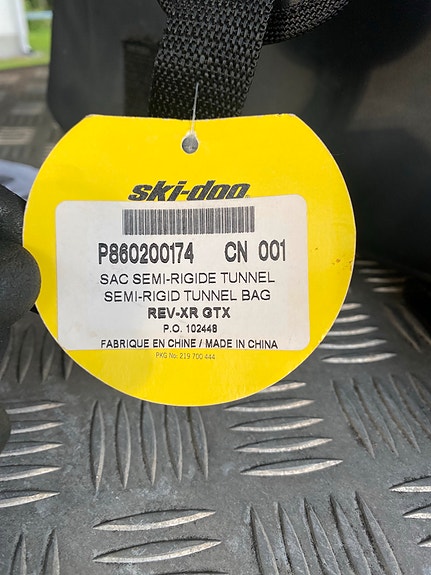 ski-doo
P860200174 CN 001
SAC SEMI-RIGIDE TUNNEL
SEMI-RIGID TUNNEL BAG
REV-XR GTX
P.O. 102448
FABRIQUE EN CHINE / MADE IN CHINA
PKG No: 219 700 444